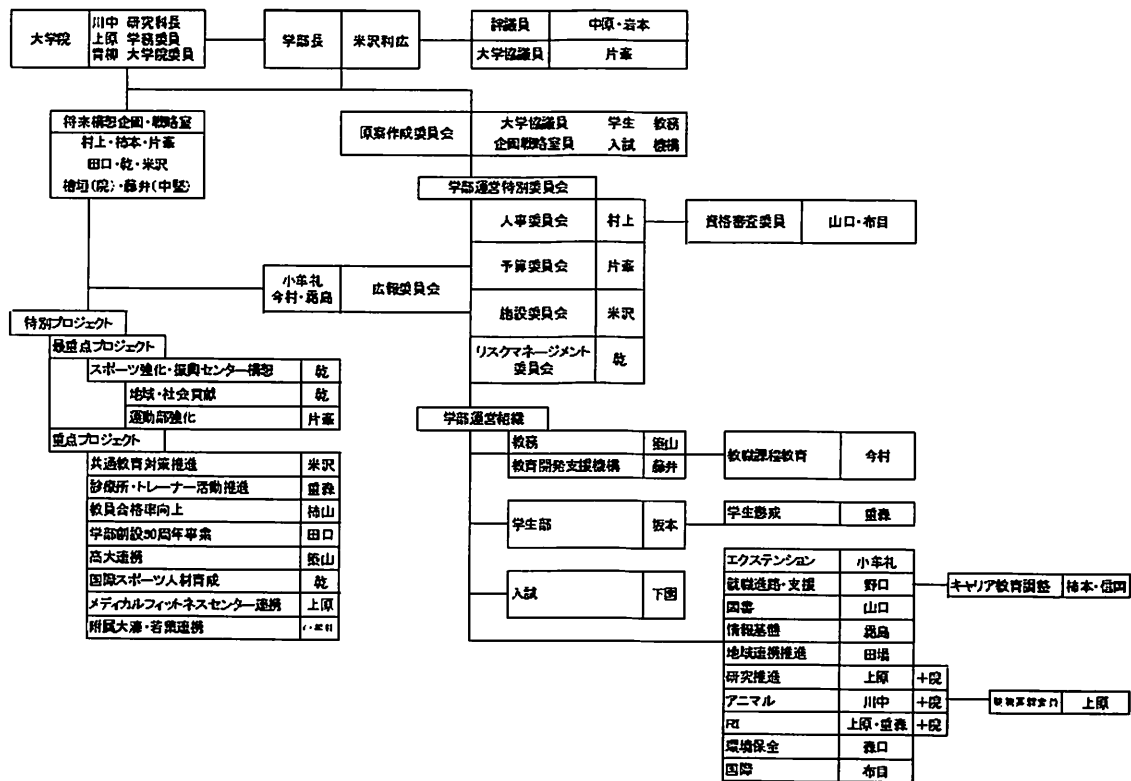 大学院
川中 研究科長
上原 学務委員
青柳 大学院委員
学部長 米沢利広
評議員 中原・岩本
大学協議員 片峯
将来構想企画・戦略室
村上・柿本・片峯
田口・乾・米沢
檜垣(院)・藤井(中堅)
原案作成委員会
大学協議員 学生 教務
企画戦略室員 入試 機構
学部運営特別委員会
人事委員会 村上
資格審査委員 山口・布目
予算委員会 片峯
小牟礼
今村・霜島
広報委員会
施設委員会 米沢
リスクマネージメント
委員会
乾
特別プロジェクト
最重点プロジェクト
スポーツ強化・振興センター構想 乾
地域・社会貢献 乾
運動部強化 片峯
重点プロジェクト
共通教育対策推進 米沢
診療所・トレーナー活動推進 重森
教員合格率向上 柿山
学部創設50周年事業 田口
高大連携 築山
国際スポーツ人材育成 乾
メディカルフィットネスセンター連携 上原
附属大濠・若葉連携
学部運営組織
教務 築山
教育開発支援機構 藤井
教職課程教育 今村
学生部 坂本
学生懇成 重森
入試 下園
エクステンション 小牟礼
就職進路・支援 野口
キャリア教育調整 柿本・信岡
図書 山口
情報基盤 霜島
地域連携推進 田場
研究推進 上原 +院
アニマル 川中 +院
上原
RI 上原・重森 +院
環境保全 森口
国際 布目